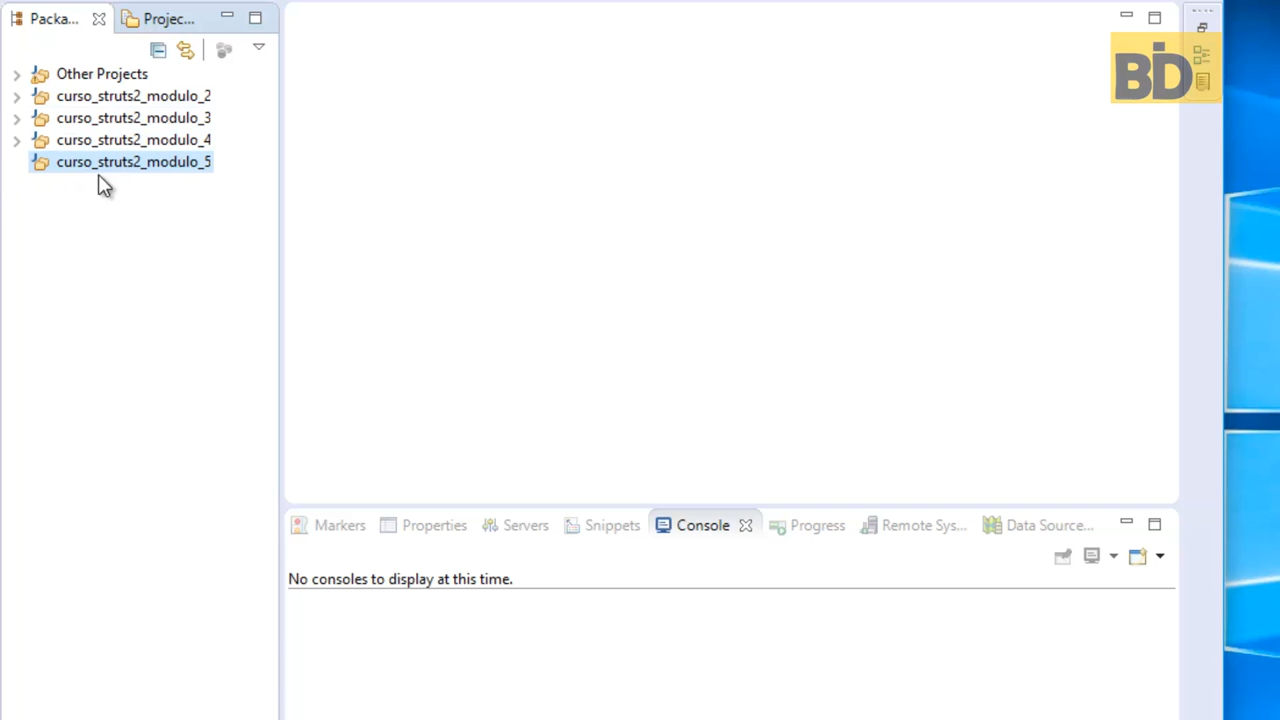 Packa...
Projec...
BD
Other Projects
curso_struts2_modulo_2
curso_struts2_modulo_3
curso_struts2_modulo_4
curso_struts2_modulo_5
Markers
Properties
Servers
Snippets
Console
Progress
Remote Sys...
Data Source...
No consoles to display at this time.